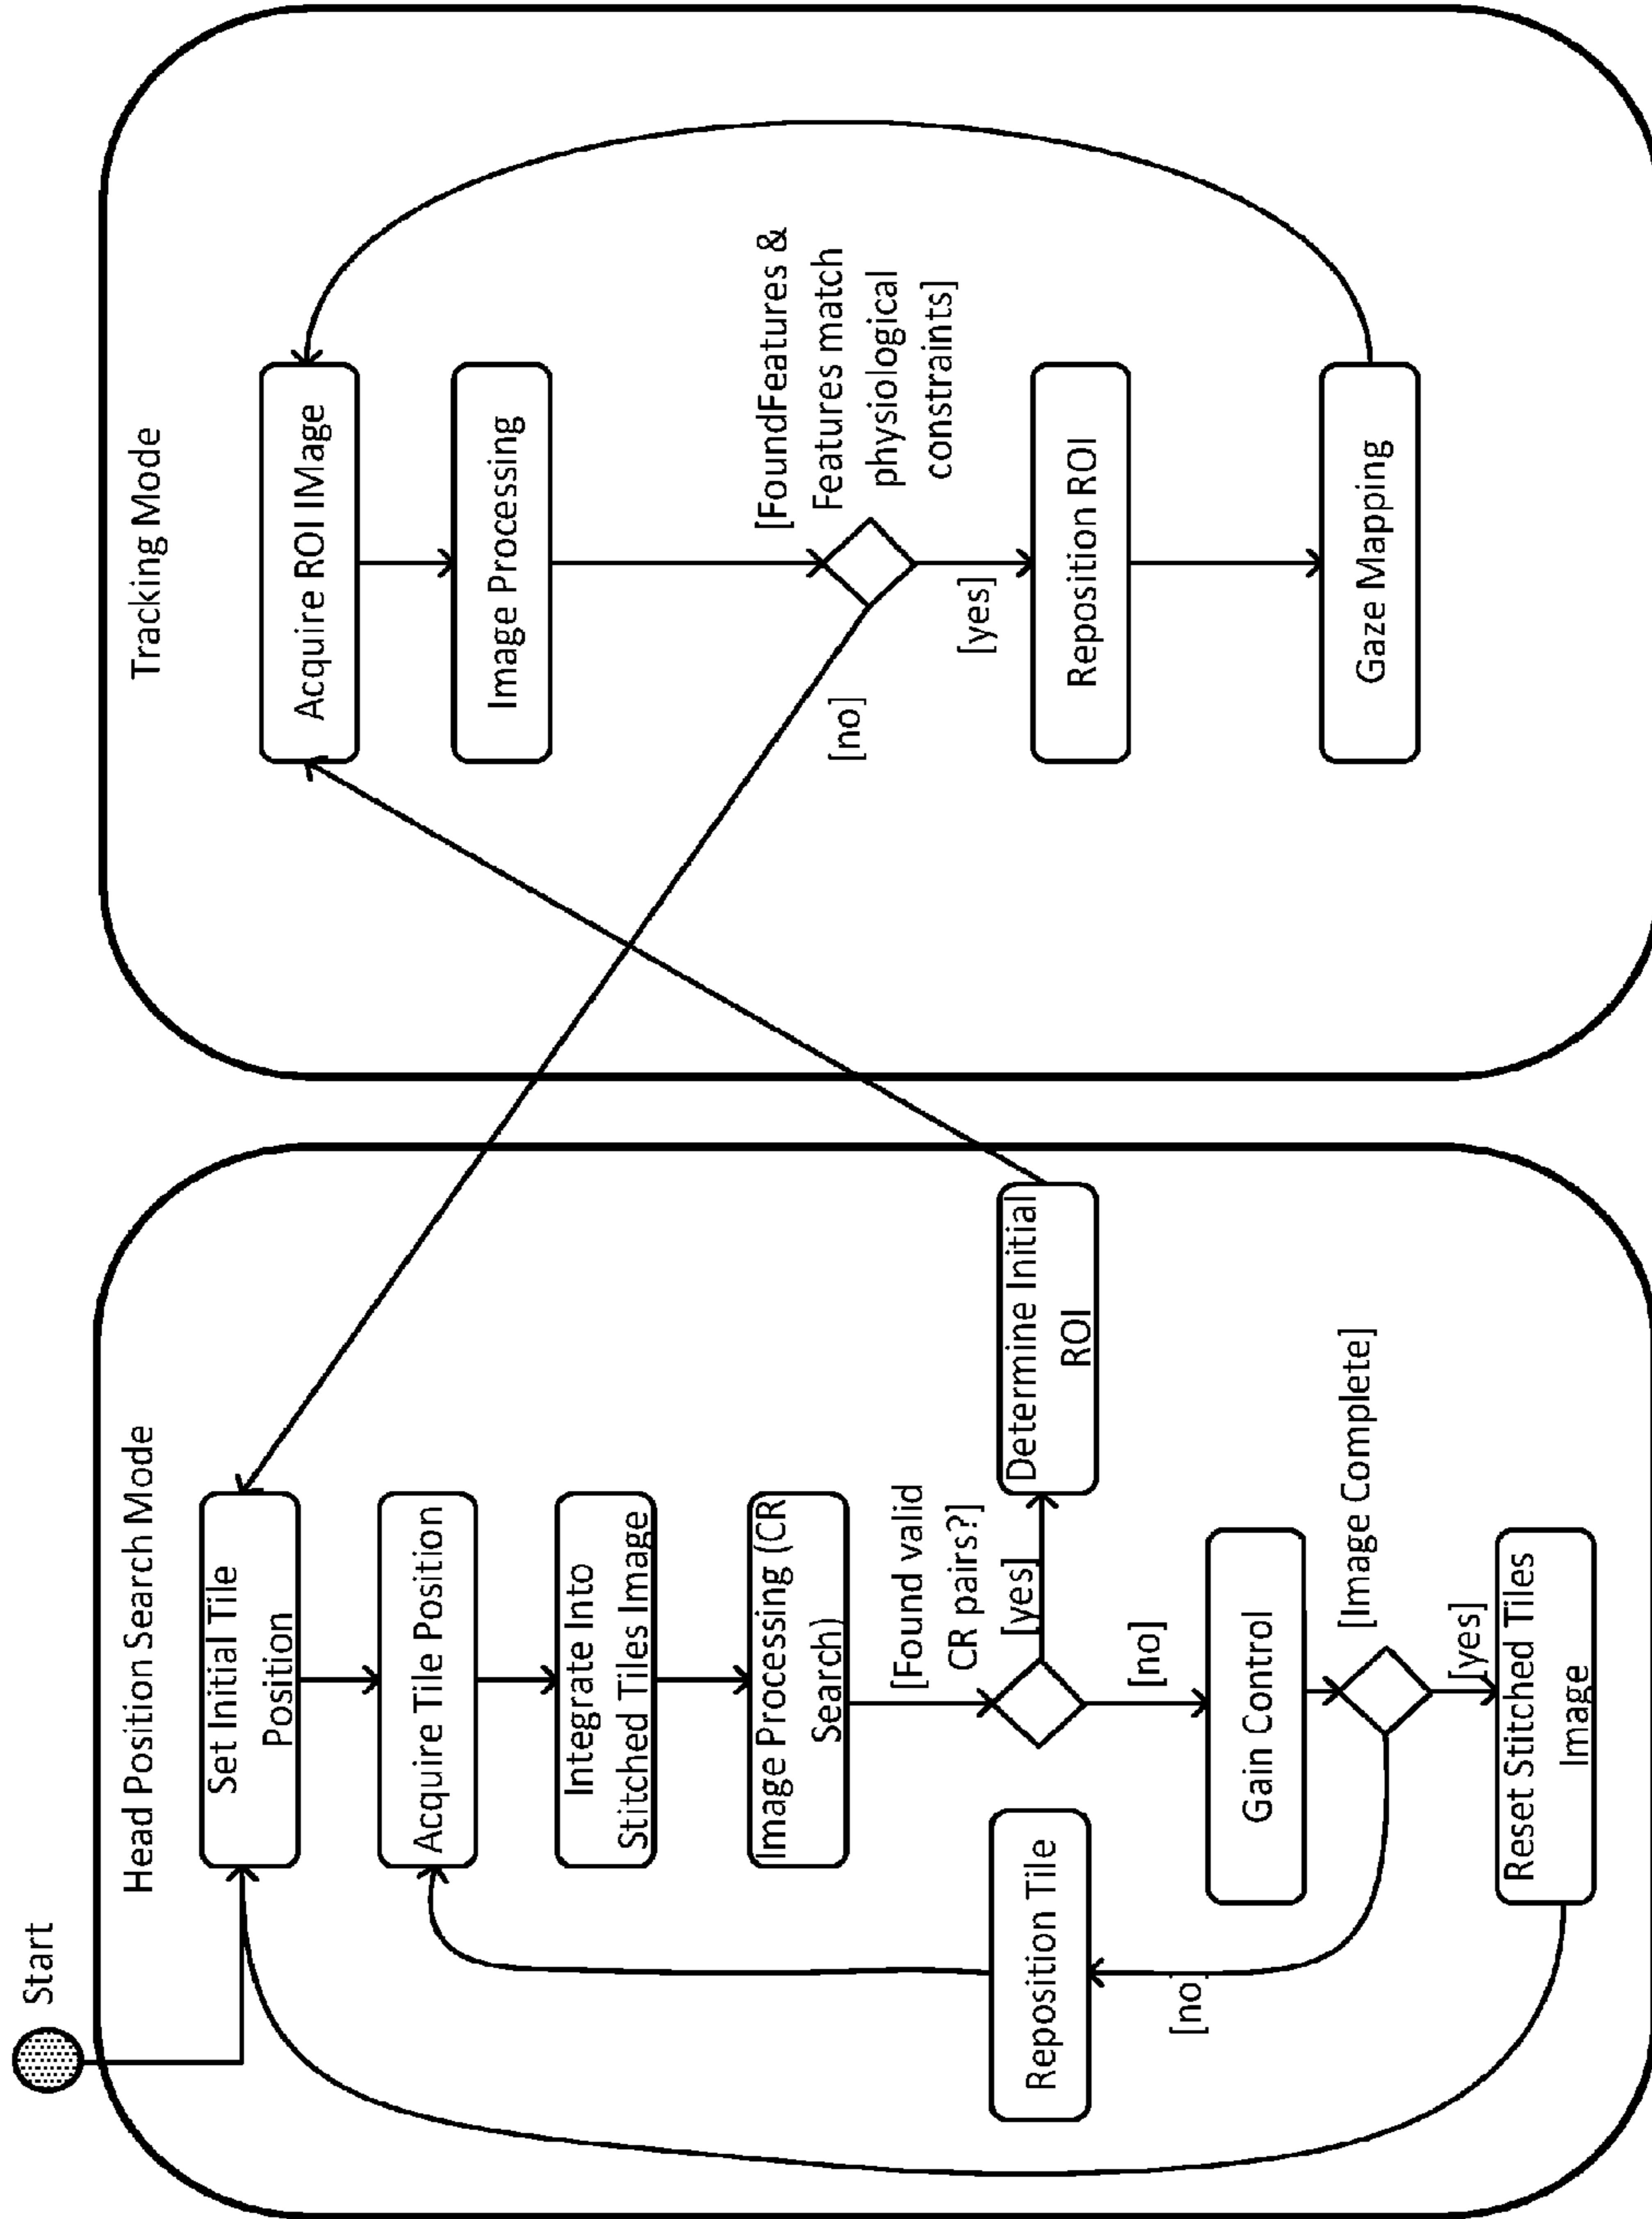 Start
Head Position Search Mode
Set Initial Tile
Position
Acquire Tile Position
Integrate Into
Stitched Tiles Image
Image Processing (CR
Search)
[Found valid
CR pairs?]
[yes]
Determine Initial
ROI
[no]
Reposition Tile
Gain Control
[Image Complete]
[no]
[yes]
Reset Stitched Tiles
Image
Tracking Mode
Acquire ROI IMage
Image Processing
[FoundFeatures &
Features match
physiological
constraints]
[no]
[yes]
Reposition ROI
Gaze Mapping